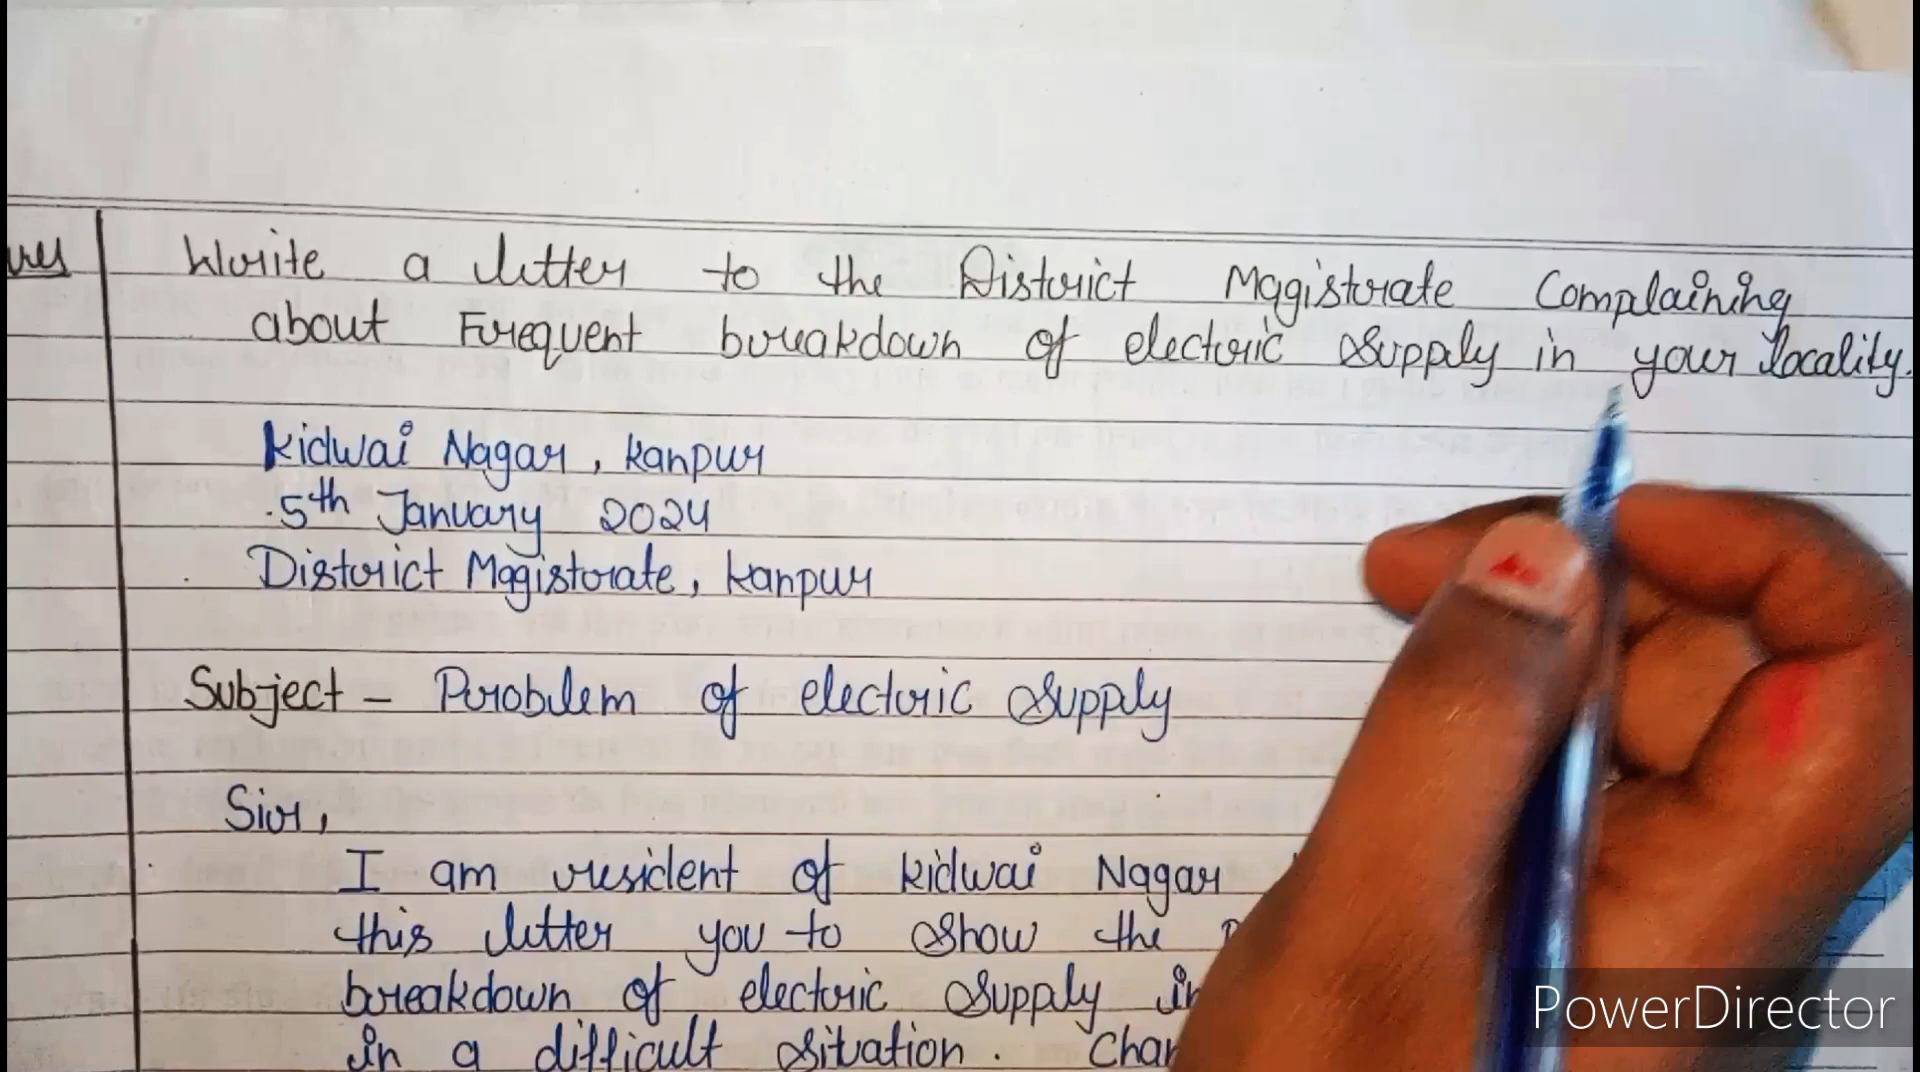 Write a letter to the District Magistrate Complaining
about Frequent breakdown of electric supply in your locality.
Kidwai Nagar, Kanpur
5th January 2024
District Magistrate, Kanpur
Subject - Problem of electric supply
Sir,
I am resident of Kidwai Nagar
this letter you to show the
breakdown of electric supply in
in a difficult situation.
PowerDirector